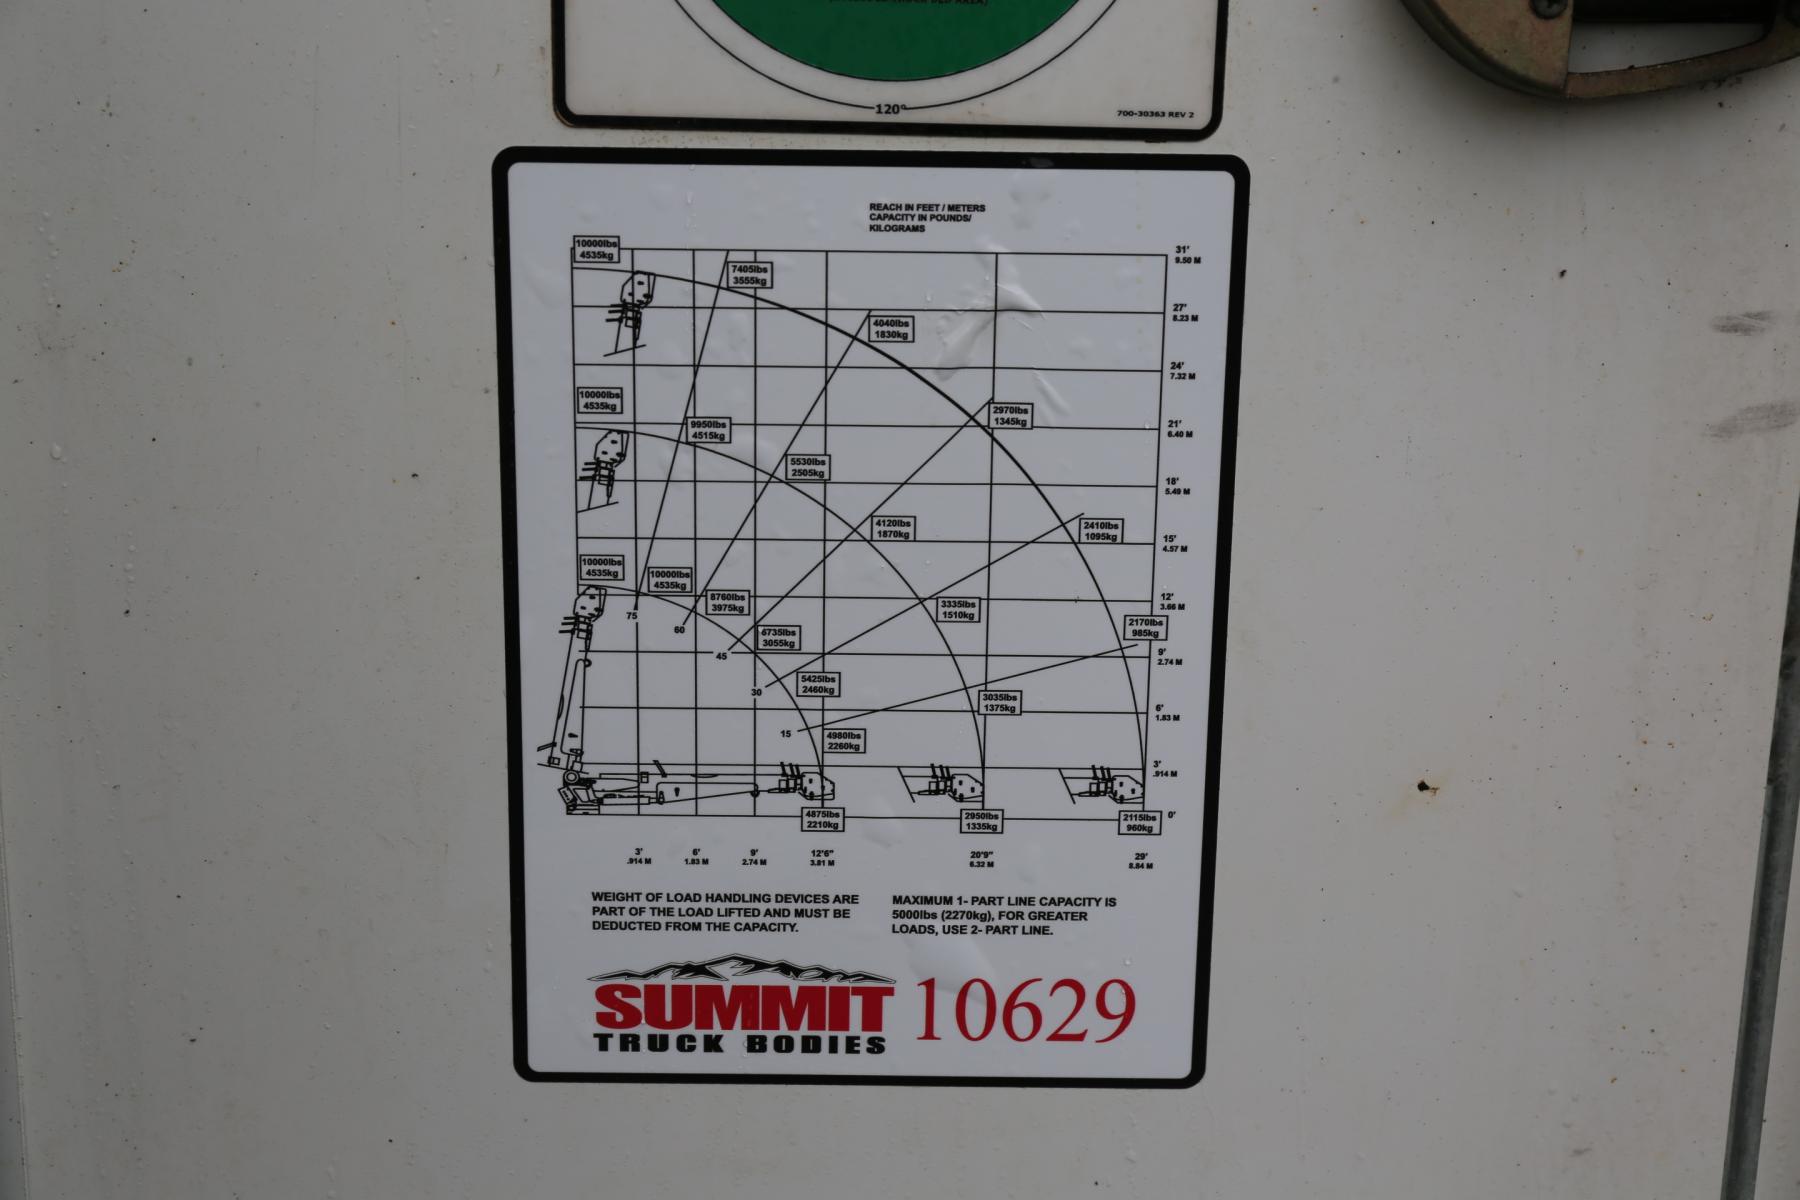 120°
700-30363 REV 2
REACH IN FEET / METERS
CAPACITY IN POUNDS/
KILOGRAMS
10000lbs
4535kg
31'
9.50 M
7405lbs
3555kg
27'
8.23 M
4040lbs
1830kg
24'
7.32 M
10000lbs
4535kg
2970lbs
1345kg
9950lbs
4515kg
21'
6.40 M
5530lbs
2505kg
18'
5.49 M
4120lbs
1870kg
2410lbs
1095kg
15'
4.57 M
10000lbs
4535kg
10000lbs
4535kg
8760lbs
3975kg
3335lbs
1510kg
12'
3.66 M
75
60
6735lbs
3055kg
2170lbs
985kg
45
9'
2.74 M
30
5425lbs
2460kg
3035lbs
1375kg
6'
1.83 M
15
4980lbs
2260kg
3'
.914 M
4875lbs
2210kg
2950lbs
1335kg
2115lbs
960kg
0'
3'
.914 M
6'
1.83 M
9'
2.74 M
12'6"
3.81 M
20'9"
6.32 M
29'
8.84 M
WEIGHT OF LOAD HANDLING DEVICES ARE
PART OF THE LOAD LIFTED AND MUST BE
DEDUCTED FROM THE CAPACITY.
MAXIMUM 1- PART LINE CAPACITY IS
5000lbs (2270kg), FOR GREATER
LOADS, USE 2- PART LINE.
SUMMIT
TRUCK BODIES
10629